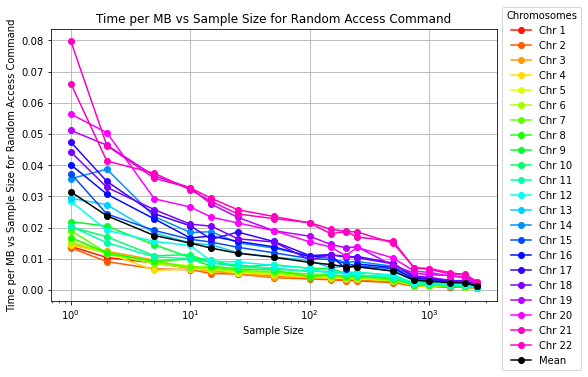 Time per MB vs Sample Size for Random Access Command
Time per MB vs Sample Size for Random Access Command
0.08
0.07
0.06
0.05
0.04
0.03
0.02
0.01
0.00
10⁰
10¹
10²
10³
Sample Size
Chromosomes
Chr 1
Chr 2
Chr 3
Chr 4
Chr 5
Chr 6
Chr 7
Chr 8
Chr 9
Chr 10
Chr 11
Chr 12
Chr 13
Chr 14
Chr 15
Chr 16
Chr 17
Chr 18
Chr 19
Chr 20
Chr 21
Chr 22
Mean